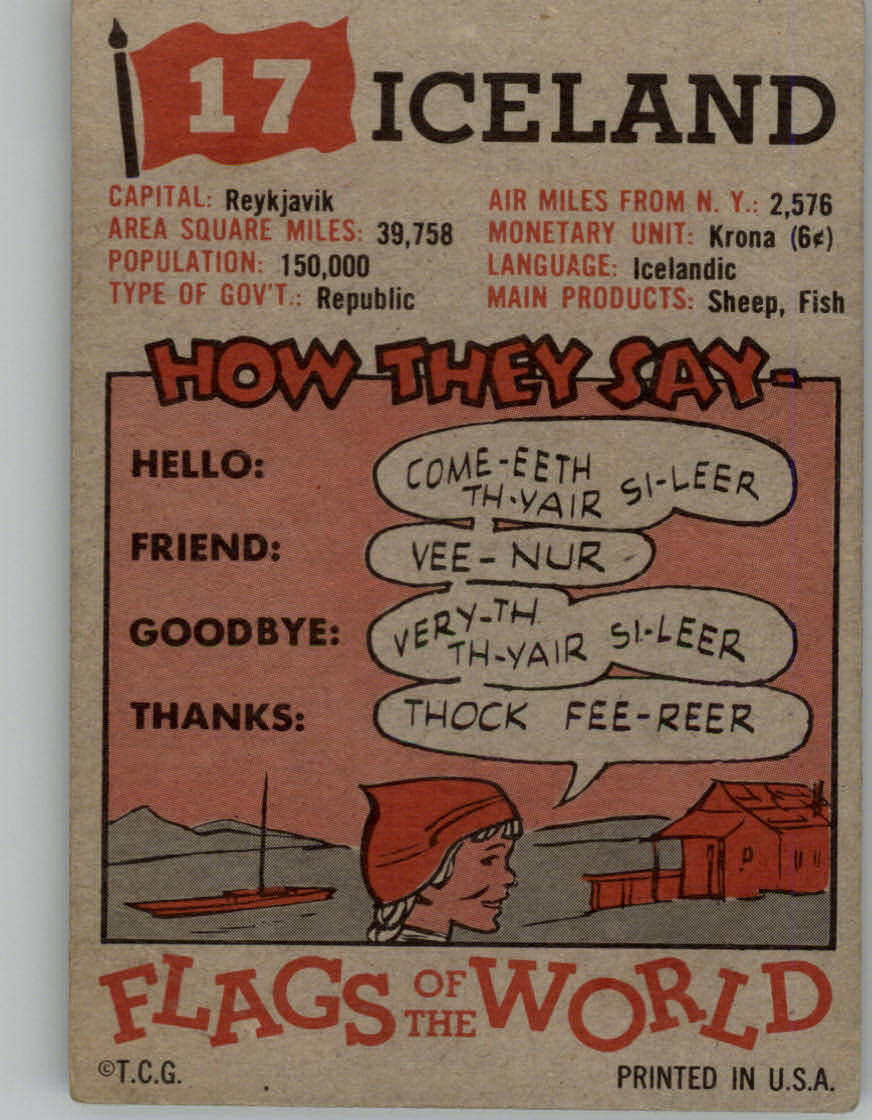 17 ICELAND
CAPITAL: Reykjavik
AREA SQUARE MILES: 39,758
POPULATION: 150,000
TYPE OF GOV'T.: Republic
AIR MILES FROM N. Y.: 2,576
MONETARY UNIT: Krona (6¢)
LANGUAGE: Icelandic
MAIN PRODUCTS: Sheep, Fish
HOW THEY SAY-
HELLO:
COME-EETH
TH-YAIR SI-LEER
FRIEND:
VEE-NUR
GOODBYE:
VERY-TH
TH-YAIR SI-LEER
THANKS:
THOCK FEE-REER
FLAGS OF THE WORLD
©T.C.G.
PRINTED IN U.S.A.